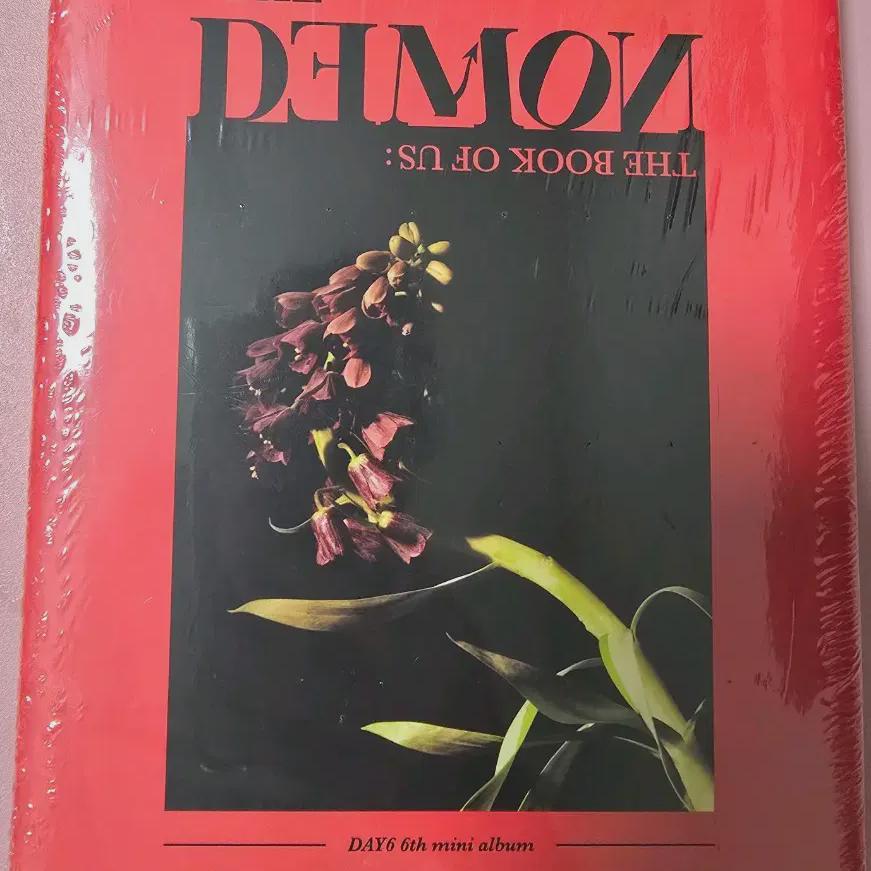 DEMON
THE BOOK OF US:
DAY6 6th mini album